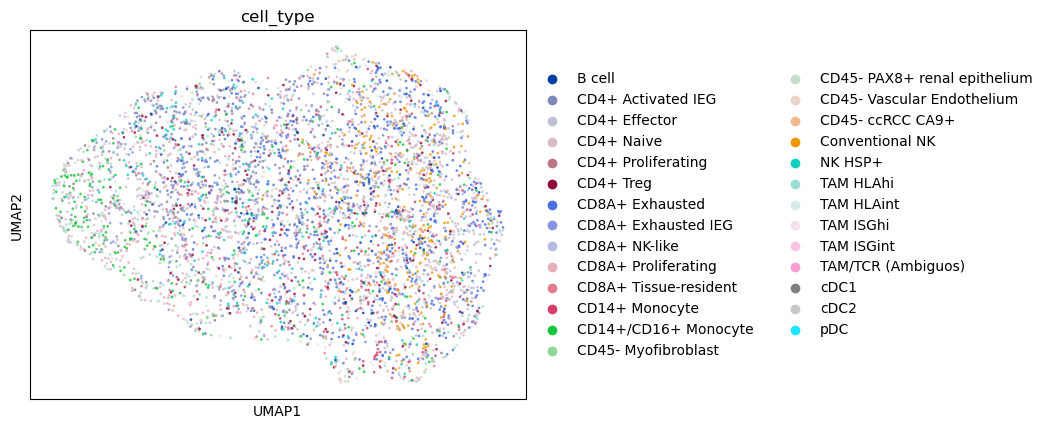 cell_type
UMAP2
UMAP1
B cell
CD4+ Activated IEG
CD4+ Effector
CD4+ Naive
CD4+ Proliferating
CD4+ Treg
CD8A+ Exhausted
CD8A+ Exhausted IEG
CD8A+ NK-like
CD8A+ Proliferating
CD8A+ Tissue-resident
CD14+ Monocyte
CD14+/CD16+ Monocyte
CD45- Myofibroblast
CD45- PAX8+ renal epithelium
CD45- Vascular Endothelium
CD45- ccRCC CA9+
Conventional NK
NK HSP+
TAM HLAhi
TAM HLAint
TAM ISGhi
TAM ISGint
TAM/TCR (Ambiguos)
cDC1
cDC2
pDC